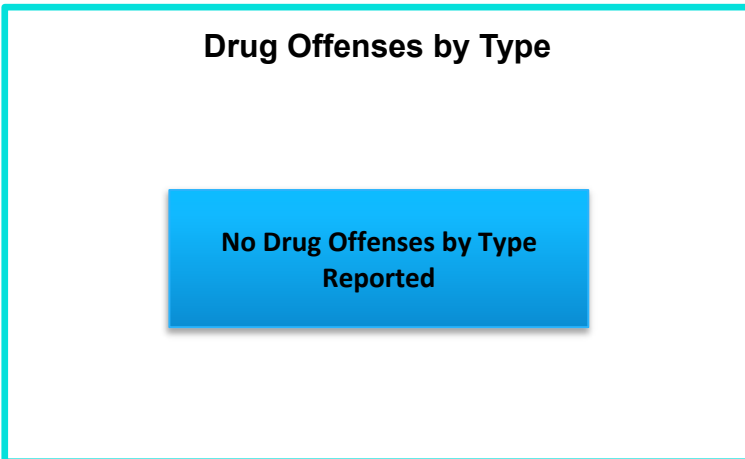 Drug Offenses by Type
No Drug Offenses by Type
Reported